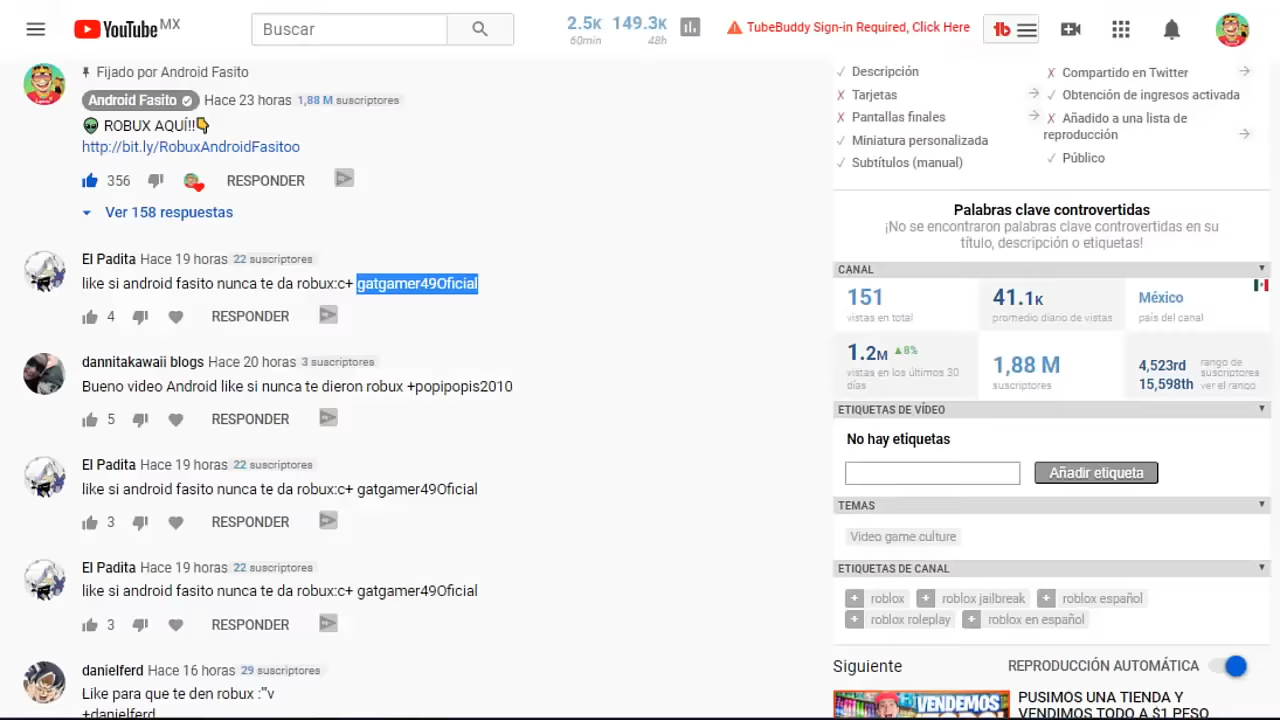 YouTube MX
Buscar
2.5K 149.3K
60min 48h
TubeBuddy Sign-in Required, Click Here
tb
Fijado por Android Fasito
Android Fasito Hace 23 horas 1,88 M suscriptores
ROBUX AQUÍ!!
http://bit.ly/RobuxAndroidFasitoo
356 RESPONDER
Ver 158 respuestas
El Padita Hace 19 horas 22 suscriptores
like si android fasito nunca te da robux:c+ gatgamer49Oficial
4 RESPONDER
dannitakawaii blogs Hace 20 horas 3 suscriptores
Bueno video Android like si nunca te dieron robux +popipopis2010
5 RESPONDER
El Padita Hace 19 horas 22 suscriptores
like si android fasito nunca te da robux:c+ gatgamer49Oficial
3 RESPONDER
El Padita Hace 19 horas 22 suscriptores
like si android fasito nunca te da robux:c+ gatgamer49Oficial
3 RESPONDER
danielferd Hace 16 horas 29 suscriptores
Like para que te den robux :"v
+danielferd
Descripción
Tarjetas
Pantallas finales
Miniatura personalizada
Subtítulos (manual)
Compartido en Twitter
Obtención de ingresos activada
Añadido a una lista de
reproducción
Público
Palabras clave controvertidas
¡No se encontraron palabras clave controvertidas en su
título, descripción o etiquetas!
CANAL
151
vistas en total
41.1K
promedio diario de vistas
México
país del canal
1.2M 8%
vistas en los últimos 30
días
1,88 M
suscriptores
4,523rd
15,598th
rango de
suscriptores
ver el rango
ETIQUETAS DE VÍDEO
No hay etiquetas
Añadir etiqueta
TEMAS
Video game culture
ETIQUETAS DE CANAL
+ roblox + roblox jailbreak + roblox español
+ roblox roleplay + roblox en español
Siguiente REPRODUCCIÓN AUTOMÁTICA
VENDEMOS
PUSIMOS UNA TIENDA Y
VENDIMOS TODO A $1 PESO